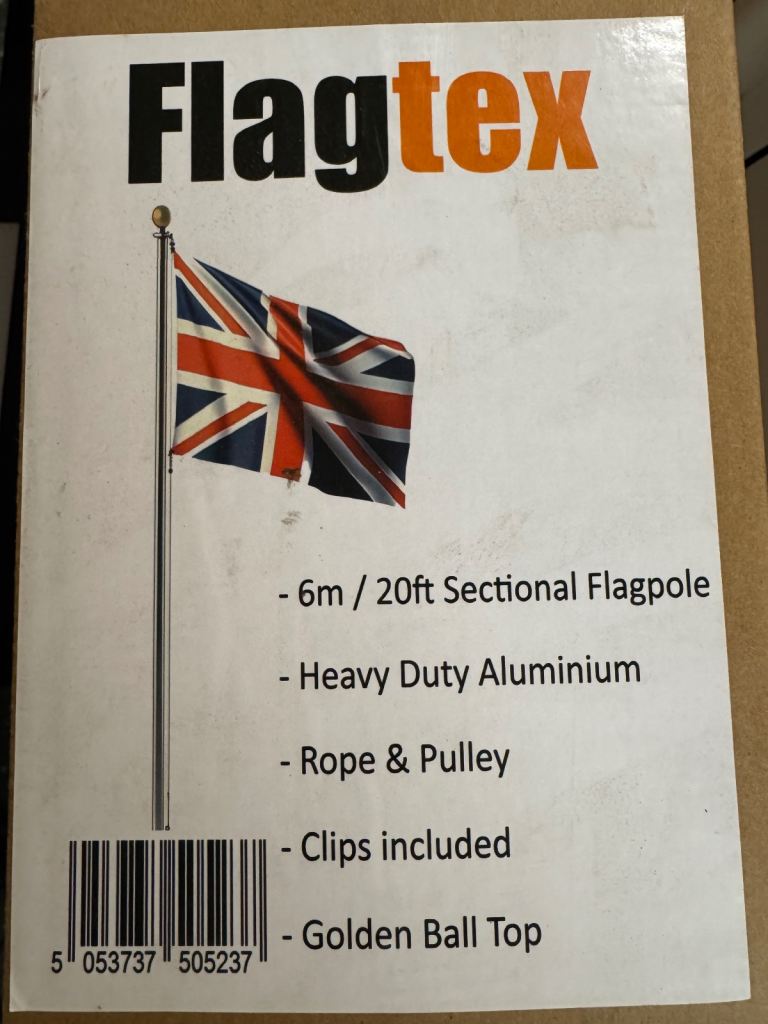 Flagtex
- 6m / 20ft Sectional Flagpole
- Heavy Duty Aluminium
- Rope & Pulley
- Clips included
- Golden Ball Top
5 053737 505237